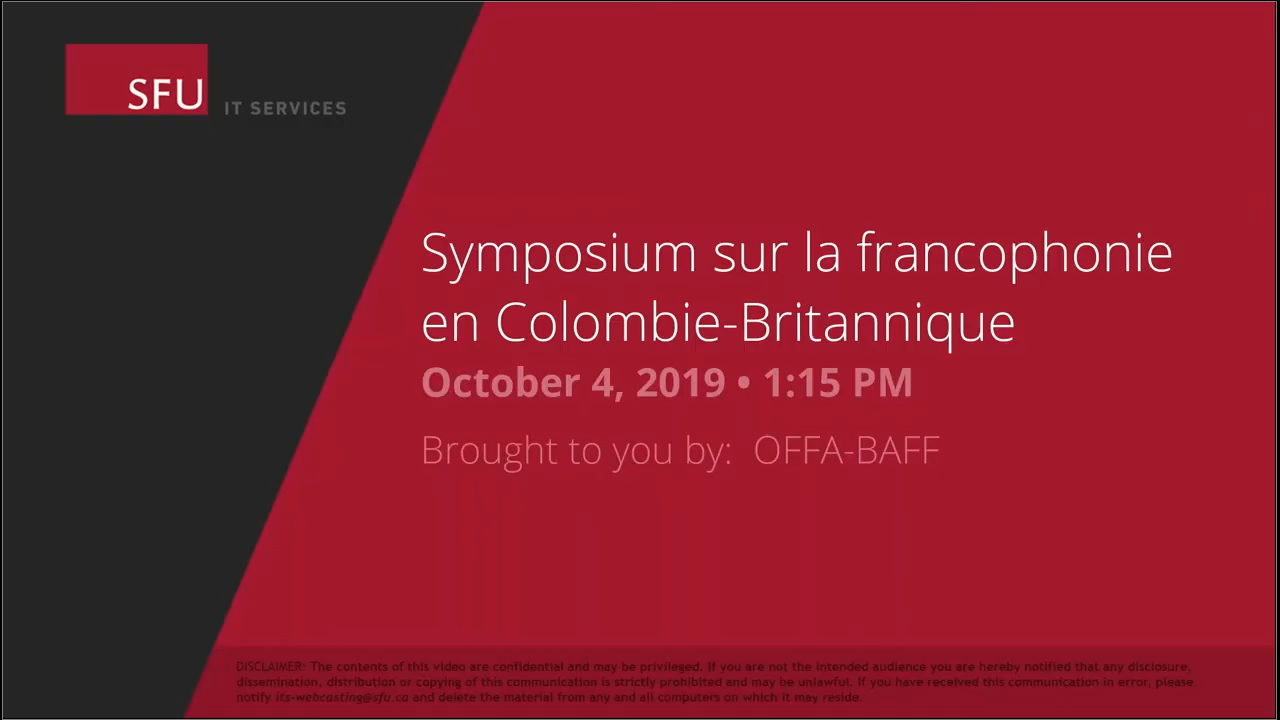 SFU
IT SERVICES
Symposium sur la francophonie
en Colombie-Britannique
October 4, 2019 • 1:15 PM
Brought to you by: OFFA-BAFF
DISCLAIMER: The contents of this video are confidential and may be privileged. If you are not the intended audience you are hereby notified that any disclosure,
dissemination, distribution or copying of this communication is strictly prohibited and may be unlawful. If you have received this communication in error, please
notify its-webcasting@sfu.ca and delete the material from any and all computers on which it may reside.